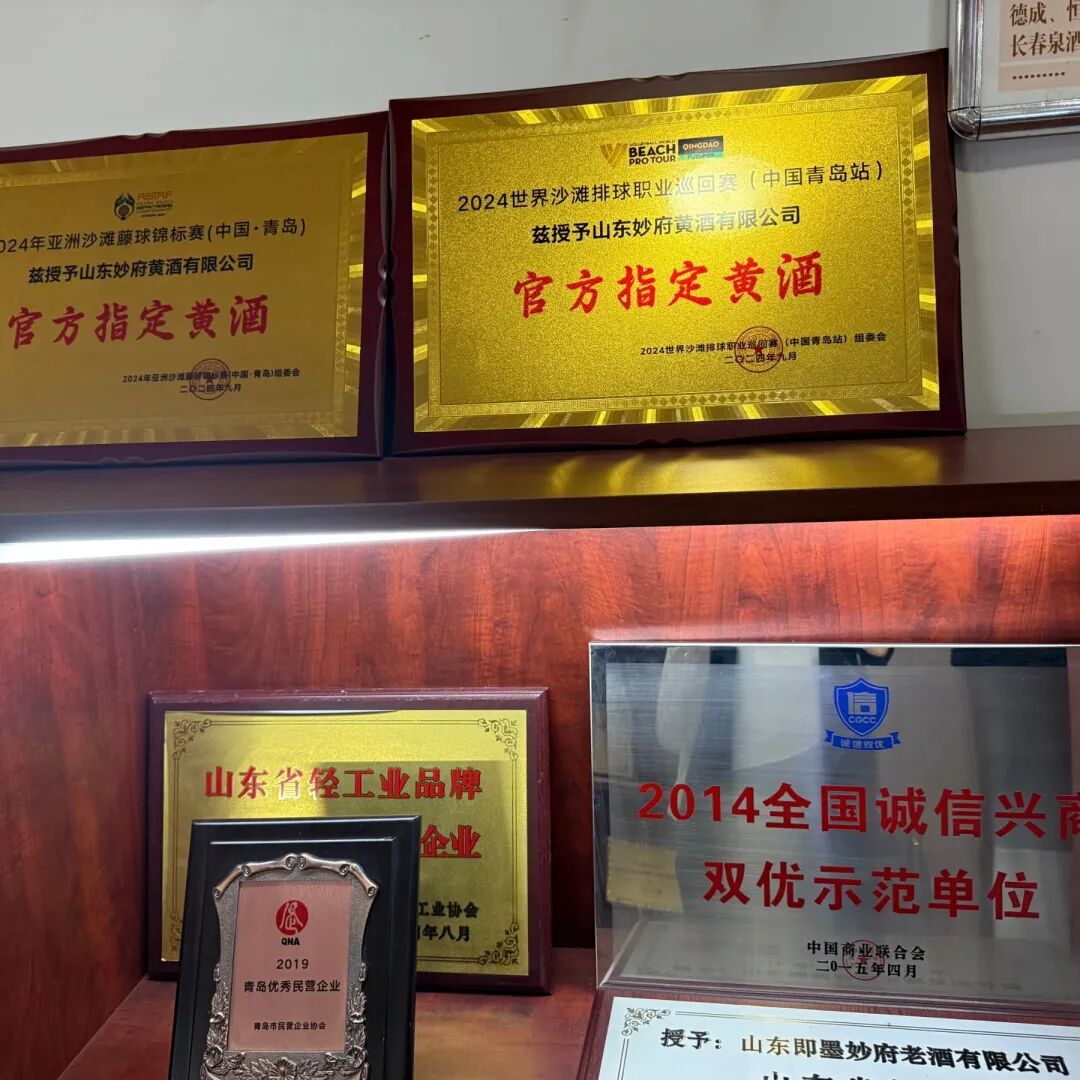 德成、恒
长春泉酒
ASTAF
2024年亚洲沙滩藤球锦标赛(中国·青岛)
兹授予山东妙府黄酒有限公司
官方指定黄酒
2024年亚洲沙滩藤球锦标赛(中国·青岛)组委会
二〇二四年九月
BEACH
PRO TOUR
QINGDAO
FUTURES
2024世界沙滩排球职业巡回赛（中国青岛站）
兹授予山东妙府黄酒有限公司
官方指定黄酒
2024世界沙滩排球职业巡回赛（中国青岛站）组委会
二〇二四年九月
山东省轻工业品牌
企业
工业协会
年八月
QNA
2019
青岛优秀民营企业
青岛市民营企业协会
信
CGCC
诚信双优
2014全国诚信兴商
双优示范单位
中国商业联合会
二〇一五年四月
授予：山东即墨妙府老酒有限公司